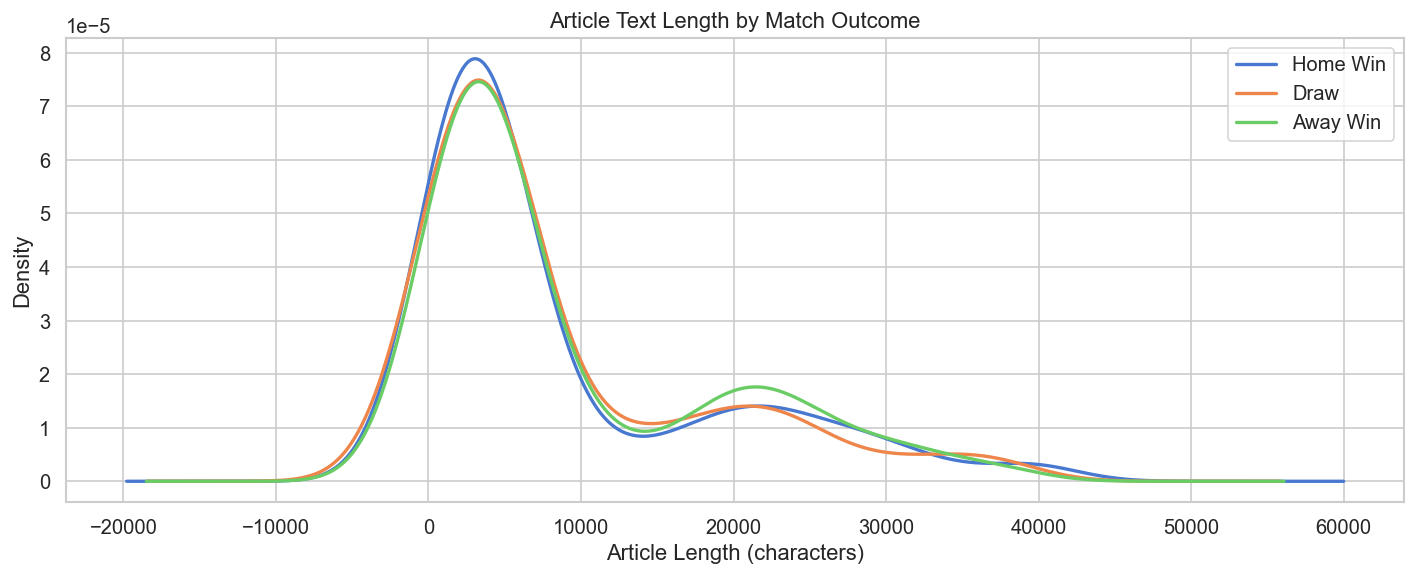 Article Text Length by Match Outcome
1e−5
8
7
6
5
4
3
2
1
0
Density
Home Win
Draw
Away Win
−20000 −10000 0 10000 20000 30000 40000 50000 60000
Article Length (characters)